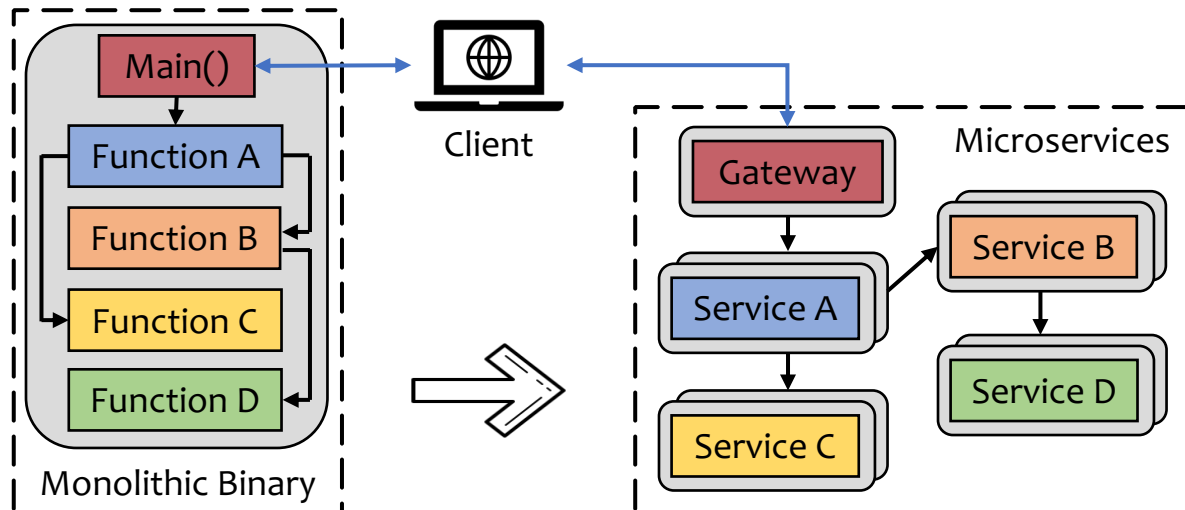 Main()
Function A
Function B
Function C
Function D
Monolithic Binary
Client
Microservices
Gateway
Service A
Service B
Service C
Service D